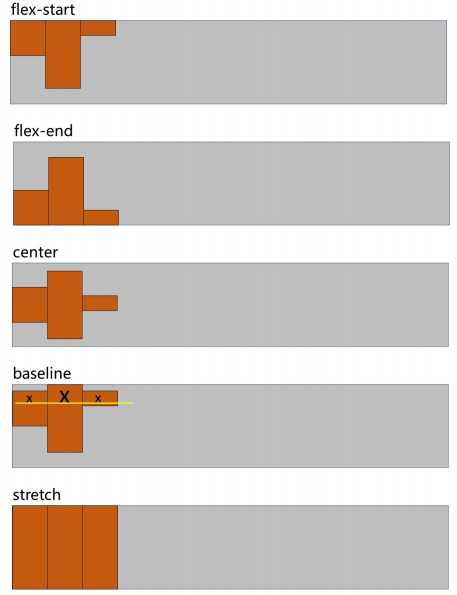 flex-start
flex-end
center
baseline
x X x
stretch